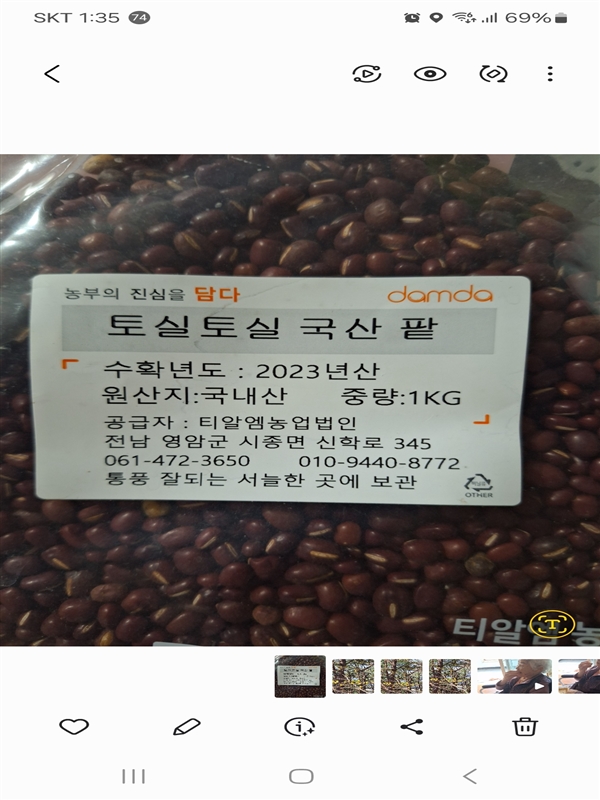 SKT 1:35 74 69%
농부의 진심을 담다 damda
토실토실 국산 팥
수확년도 : 2023년산
원산지:국내산 중량:1KG
공급자 : 티알엠농업법인
전남 영암군 시종면 신학로 345
061-472-3650 010-9440-8772
통풍 잘되는 서늘한 곳에 보관
OTHER
티알엠 농
T